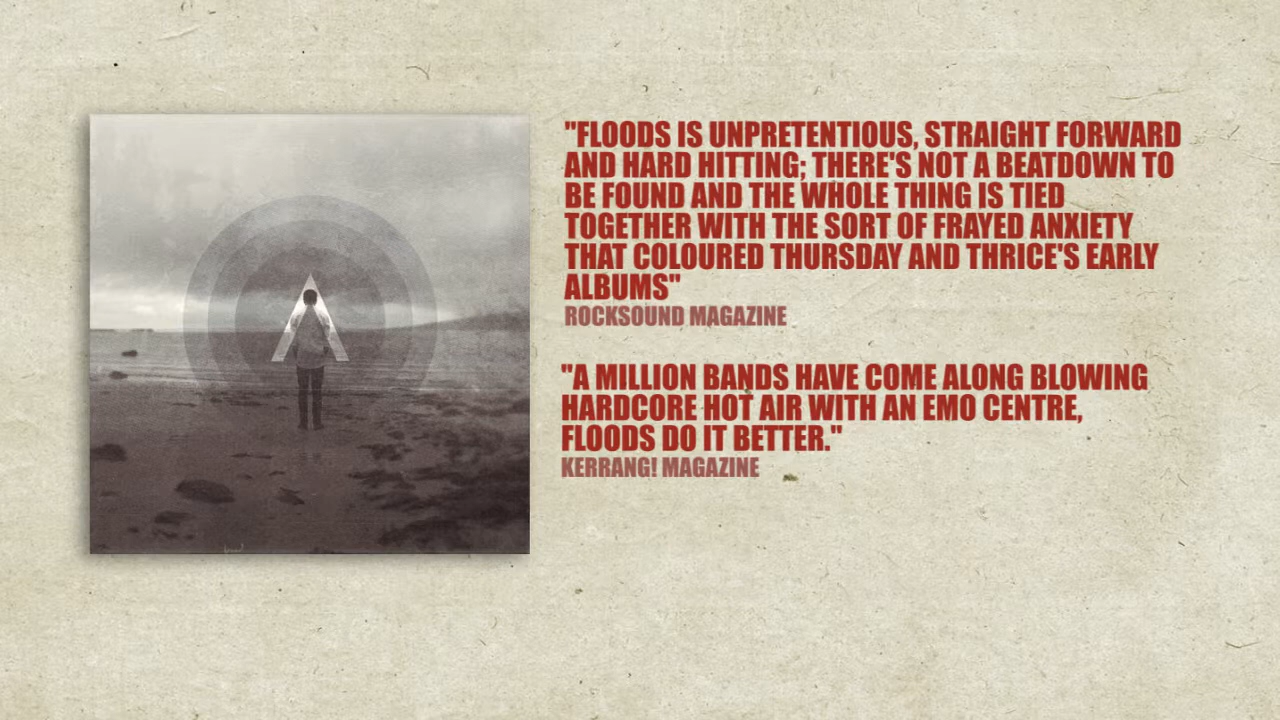 "FLOODS IS UNPRETENTIOUS, STRAIGHT FORWARD
AND HARD HITTING; THERE'S NOT A BEATDOWN TO
BE FOUND AND THE WHOLE THING IS TIED
TOGETHER WITH THE SORT OF FRAYED ANXIETY
THAT COLOURED THURSDAY AND THRICE'S EARLY
ALBUMS"
ROCKSOUND MAGAZINE
"A MILLION BANDS HAVE COME ALONG BLOWING
HARDCORE HOT AIR WITH AN EMO CENTRE,
FLOODS DO IT BETTER."
KERRANG! MAGAZINE